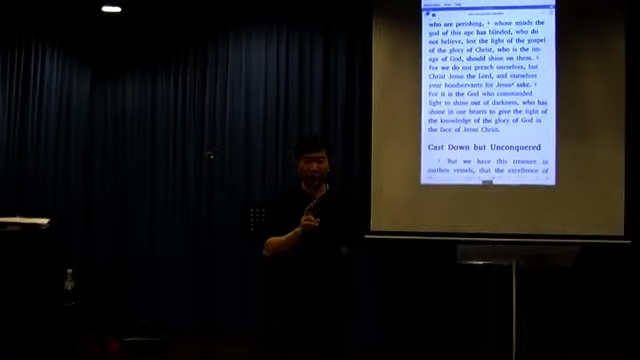 who are perishing, ⁴ whose minds the
god of this age has blinded, who do
not believe, lest the light of the gospel
of the glory of Christ, who is the im-
age of God, should shine on them. ⁵
For we do not preach ourselves, but
Christ Jesus the Lord, and ourselves
your bondservants for Jesus' sake. ⁶
For it is the God who commanded
light to shine out of darkness, who has
shone in our hearts to give the light of
the knowledge of the glory of God in
the face of Jesus Christ.
Cast Down but Unconquered
⁷ But we have this treasure in
earthen vessels, that the excellence of